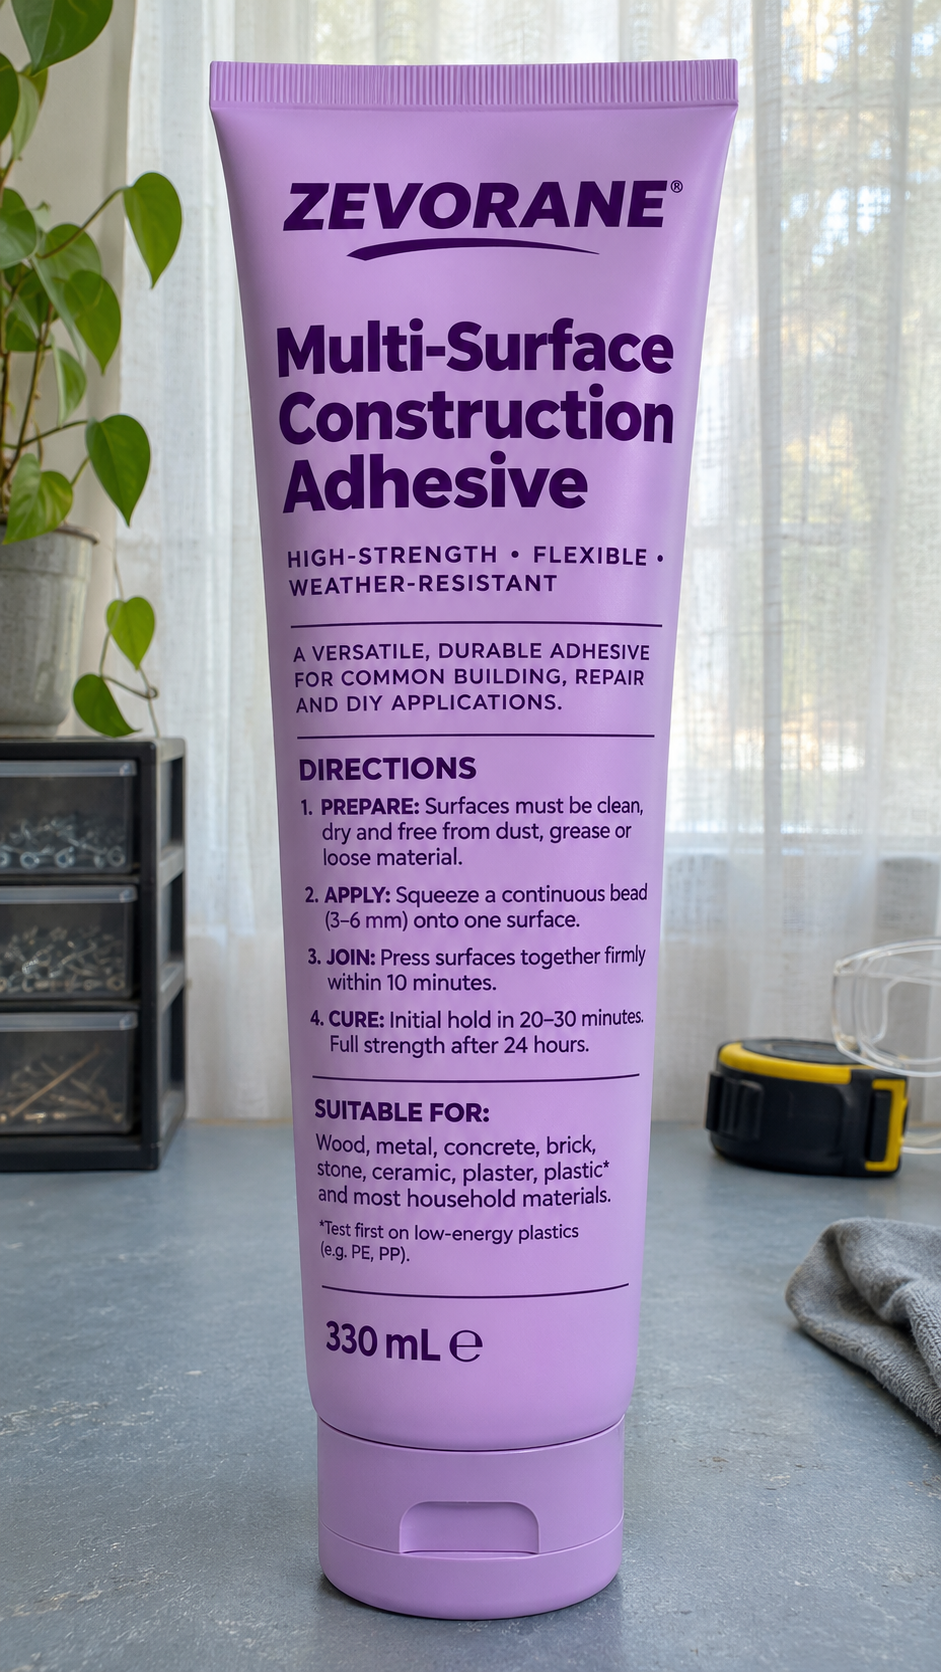 ZEVORANE®
Multi-Surface
Construction
Adhesive
HIGH-STRENGTH • FLEXIBLE •
WEATHER-RESISTANT
A VERSATILE, DURABLE ADHESIVE
FOR COMMON BUILDING, REPAIR
AND DIY APPLICATIONS.
DIRECTIONS
1. PREPARE: Surfaces must be clean,
dry and free from dust, grease or
loose material.
2. APPLY: Squeeze a continuous bead
(3–6 mm) onto one surface.
3. JOIN: Press surfaces together firmly
within 10 minutes.
4. CURE: Initial hold in 20–30 minutes.
Full strength after 24 hours.
SUITABLE FOR:
Wood, metal, concrete, brick,
stone, ceramic, plaster, plastic*
and most household materials.
*Test first on low-energy plastics
(e.g. PE, PP).
330 mL ℮